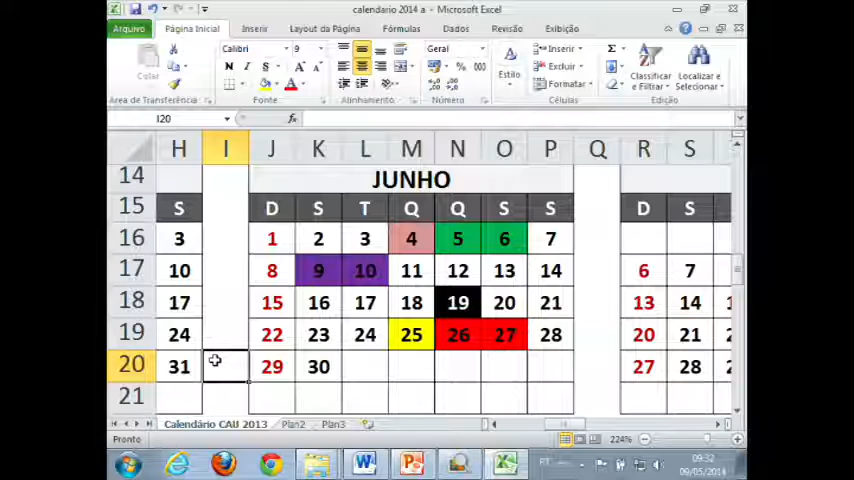 calendario 2014 a - Microsoft Excel
Arquivo Página Inicial Inserir Layout da Página Fórmulas Dados Revisão Exibição
Colar Calibri 9 Geral Inserir Σ
N I S A A % 000 Estilo Excluir Classificar Localizar e
A Formatar e Filtrar Selecionar
Área de Transferência Fonte Alinhamento Número Células Edição
I20 fx
H I J K L M N O P Q R S
14 JUNHO
15 S D S T Q Q S S D S
16 3 1 2 3 4 5 6 7
17 10 8 9 10 11 12 13 14 6 7
18 17 15 16 17 18 19 20 21 13 14
19 24 22 23 24 25 26 27 28 20 21
20 31 29 30 27 28
21
Calendário CAU 2013 Plan2 Plan3
Pronto 224%
PT 09:32
09/05/2014